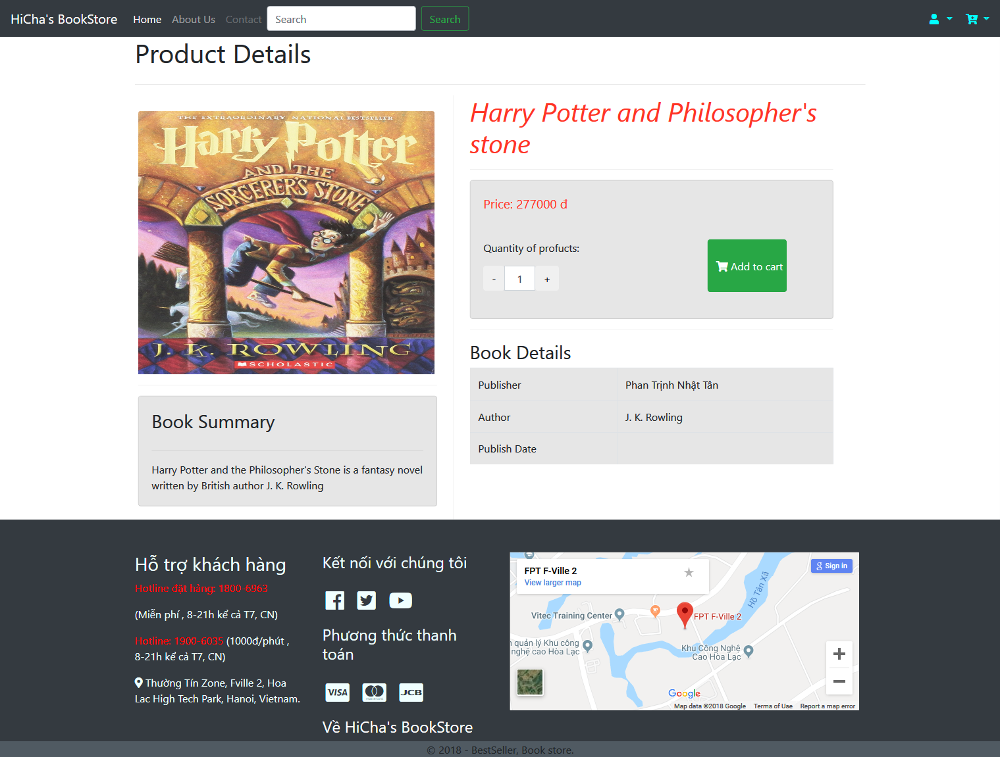 HiCha's BookStore Home About Us Contact Search Search
Product Details
THE EXTRAORDINARY NATIONAL BESTSELLER
Harry Potter
AND THE
SORCERER'S STONE
J. K. ROWLING
SCHOLASTIC
Book Summary
Harry Potter and the Philosopher's Stone is a fantasy novel
written by British author J. K. Rowling
Harry Potter and Philosopher's
stone
Price: 277000 đ
Quantity of profucts:
- 1 +
Add to cart
Book Details
Publisher Phan Trịnh Nhật Tân
Author J. K. Rowling
Publish Date
Hỗ trợ khách hàng
Hotline đặt hàng: 1800-6963
(Miễn phí , 8-21h kể cả T7, CN)
Hotline: 1900-6035 (1000đ/phút ,
8-21h kể cả T7, CN)
Thường Tín Zone, Fville 2, Hoa
Lac High Tech Park, Hanoi, Vietnam.
Kết nối với chúng tôi
Phương thức thanh
toán
VISA mastercard JCB
Về HiCha's BookStore
FPT F-Ville 2
View larger map
Sign in
Hồ Tân Xã
Vitec Training Center
FPT F-Ville 2
n quản lý Khu công
nghệ cao Hòa Lạc
Khu Công Nghệ
Cao Hòa Lạc
Google
Map data ©2018 Google Terms of Use Report a map error
© 2018 - BestSeller, Book store.